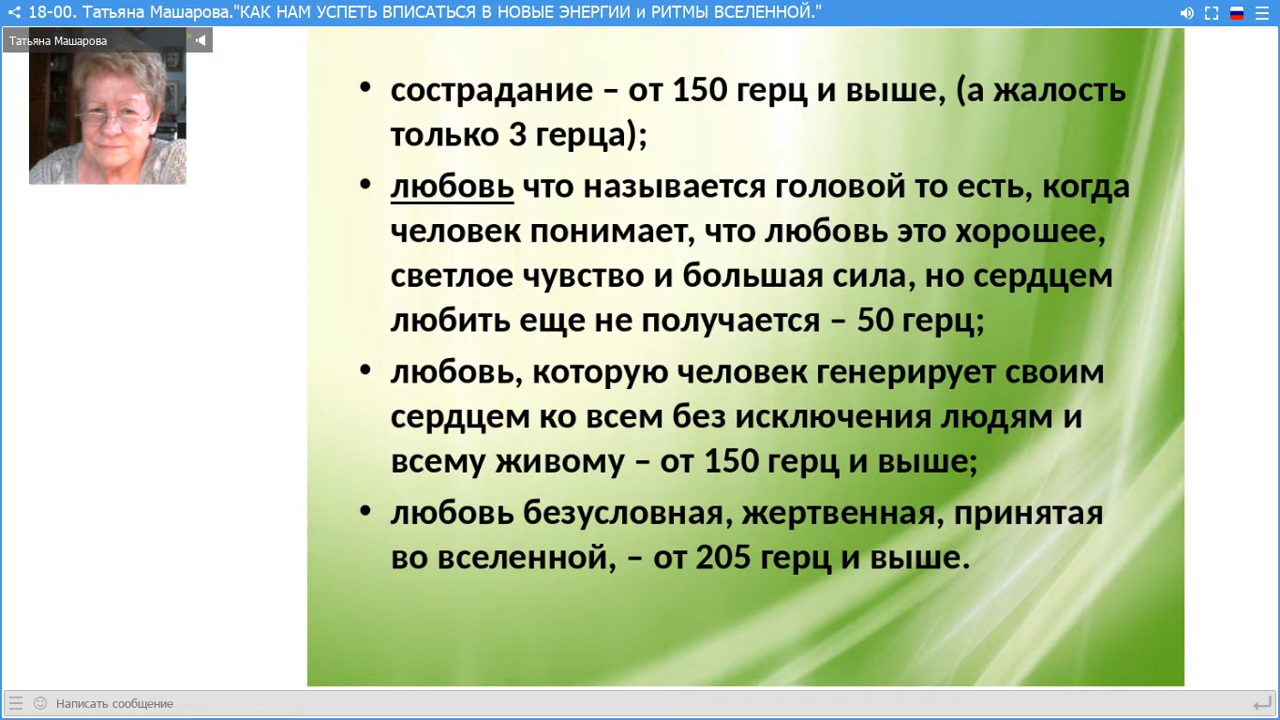 18-00. Татьяна Машарова."КАК НАМ УСПЕТЬ ВПИСАТЬСЯ В НОВЫЕ ЭНЕРГИИ и РИТМЫ ВСЕЛЕННОЙ."
Татьяна Машарова
• сострадание – от 150 герц и выше, (а жалость
только 3 герца);
• любовь что называется головой то есть, когда
человек понимает, что любовь это хорошее,
светлое чувство и большая сила, но сердцем
любить еще не получается – 50 герц;
• любовь, которую человек генерирует своим
сердцем ко всем без исключения людям и
всему живому – от 150 герц и выше;
• любовь безусловная, жертвенная, принятая
во вселенной, – от 205 герц и выше.
Написать сообщение